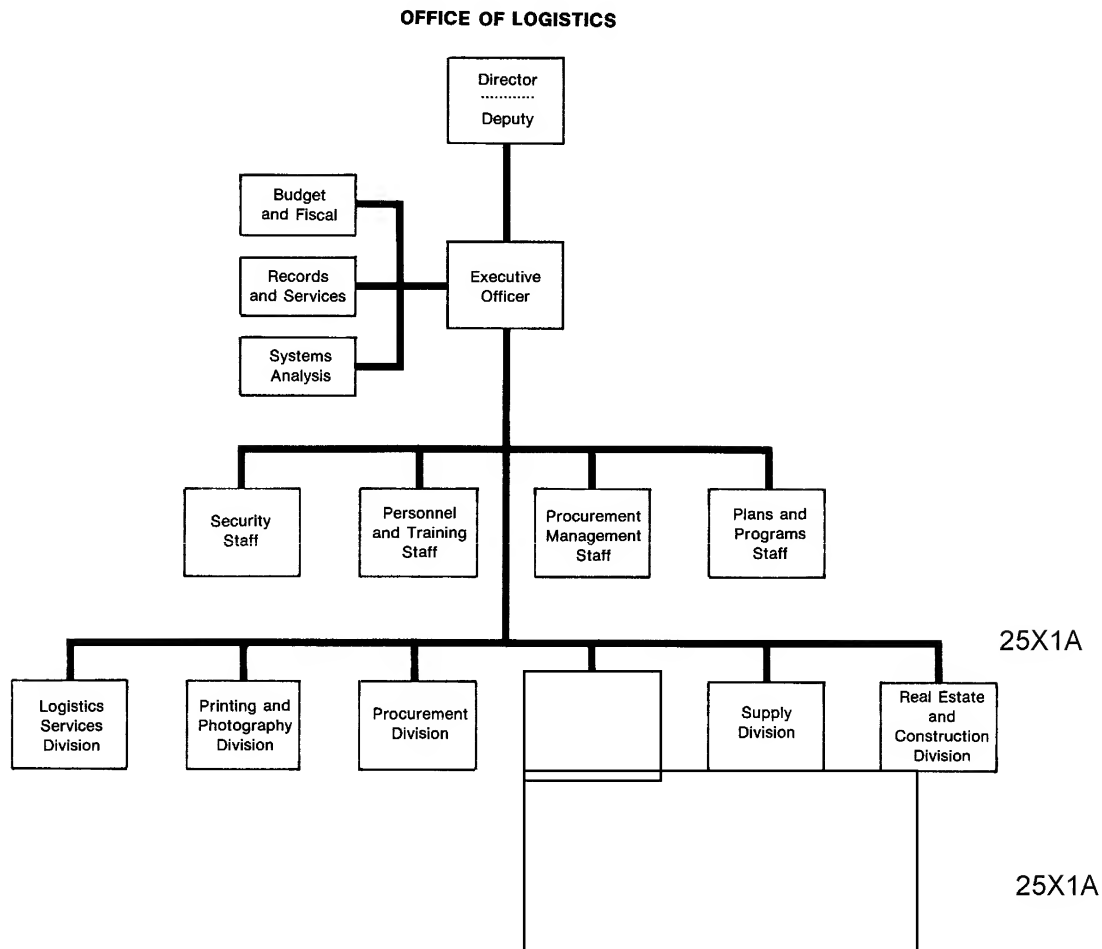 OFFICE OF LOGISTICS
Director
Deputy
Budget
and Fiscal
Records
and Services
Systems
Analysis
Executive
Officer
Security
Staff
Personnel
and Training
Staff
Procurement
Management
Staff
Plans and
Programs
Staff
25X1A
Logistics
Services
Division
Printing and
Photography
Division
Procurement
Division
Supply
Division
Real Estate
and
Construction
Division
25X1A